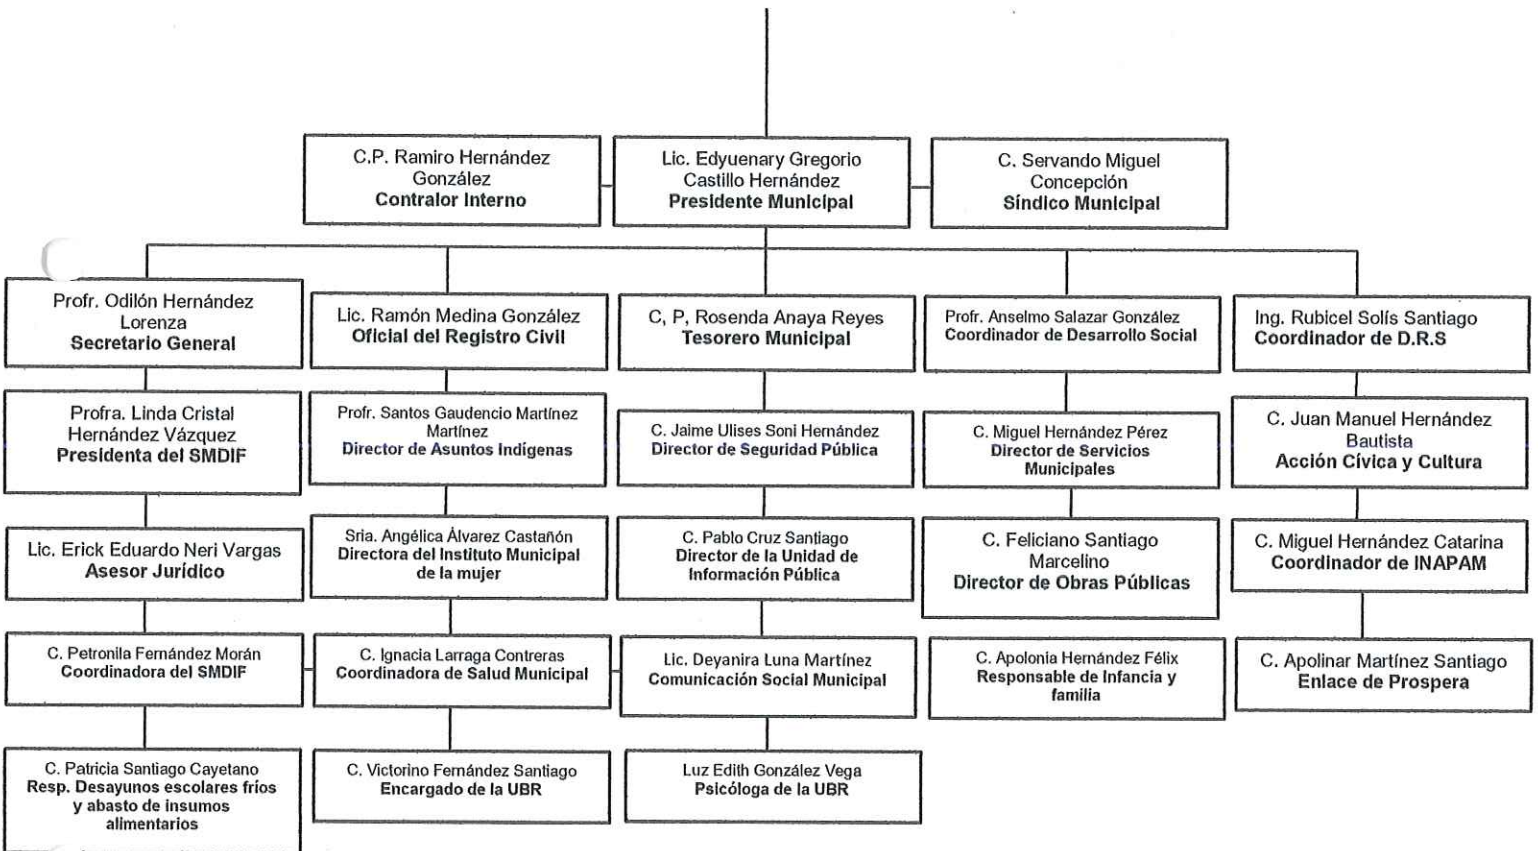 C.P. Ramiro Hernández
González
Contralor Interno
Lic. Edyuenary Gregorio
Castillo Hernández
Presidente Municipal
C. Servando Miguel
Concepción
Síndico Municipal
Profr. Odilón Hernández
Lorenza
Secretario General
Lic. Ramón Medina González
Oficial del Registro Civil
C, P, Rosenda Anaya Reyes
Tesorero Municipal
Profr. Anselmo Salazar González
Coordinador de Desarrollo Social
Ing. Rubicel Solís Santiago
Coordinador de D.R.S
Profra. Linda Cristal
Hernández Vázquez
Presidenta del SMDIF
Profr. Santos Gaudencio Martínez
Martínez
Director de Asuntos Indígenas
C. Jaime Ulises Soni Hernández
Director de Seguridad Pública
C. Miguel Hernández Pérez
Director de Servicios
Municipales
C. Juan Manuel Hernández
Bautista
Acción Cívica y Cultura
Lic. Erick Eduardo Neri Vargas
Asesor Jurídico
Sria. Angélica Álvarez Castañón
Directora del Instituto Municipal
de la mujer
C. Pablo Cruz Santiago
Director de la Unidad de
Información Pública
C. Feliciano Santiago
Marcelino
Director de Obras Públicas
C. Miguel Hernández Catarina
Coordinador de INAPAM
C. Petronila Fernández Morán
Coordinadora del SMDIF
C. Ignacia Larraga Contreras
Coordinadora de Salud Municipal
Lic. Deyanira Luna Martínez
Comunicación Social Municipal
C. Apolonia Hernández Félix
Responsable de Infancia y
familia
C. Apolinar Martínez Santiago
Enlace de Prospera
C. Patricia Santiago Cayetano
Resp. Desayunos escolares fríos
y abasto de insumos
alimentarios
C. Victorino Fernández Santiago
Encargado de la UBR
Luz Edith González Vega
Psicóloga de la UBR